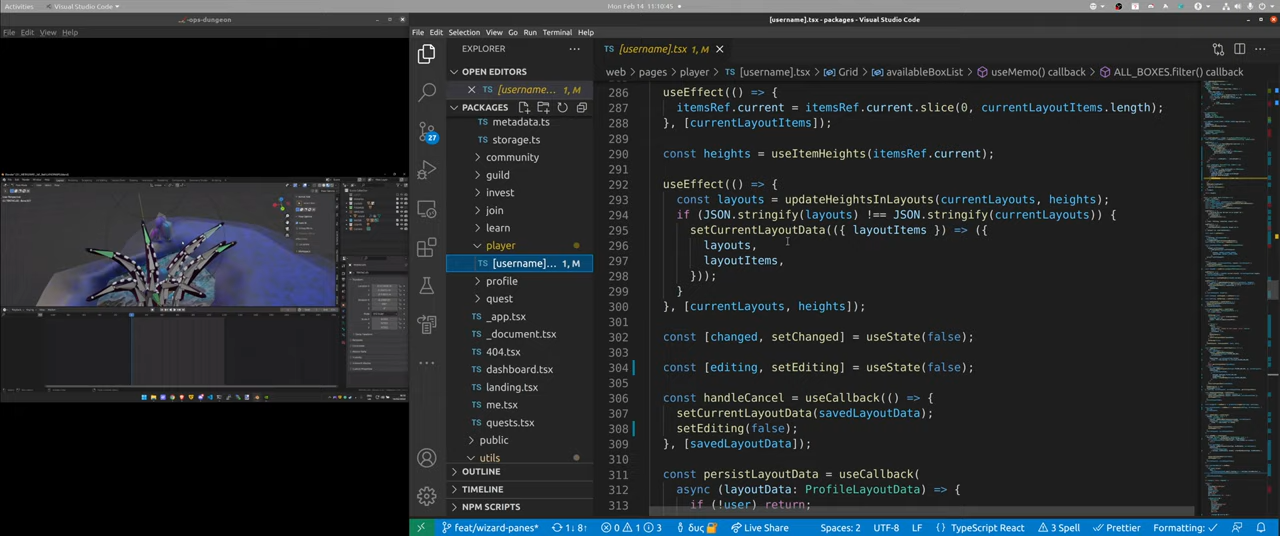 Visual Studio Code
Mon Feb 14 11:10:45
-ops-dungeon
File Edit View Help
[username].tsx - packages - Visual Studio Code
File Edit Selection View Go Run Terminal Help
EXPLORER
OPEN EDITORS
[username... 1, M
PACKAGES
metadata.ts
storage.ts
community
guild
invest
join
learn
player
[username]... 1, M
profile
quest
_app.tsx
_document.tsx
404.tsx
dashboard.tsx
landing.tsx
me.tsx
quests.tsx
public
utils
OUTLINE
TIMELINE
NPM SCRIPTS
27
[username].tsx 1, M
web > pages > player > [username].tsx > Grid > availableBoxList > useMemo() callback > ALL_BOXES.filter() callback
286 useEffect(() => {
287 itemsRef.current = itemsRef.current.slice(0, currentLayoutItems.length);
288 }, [currentLayoutItems]);
289
290 const heights = useItemHeights(itemsRef.current);
291
292 useEffect(() => {
293 const layouts = updateHeightsInLayouts(currentLayouts, heights);
294 if (JSON.stringify(layouts) !== JSON.stringify(currentLayouts)) {
295 setCurrentLayoutData(({ layoutItems }) => ({
296 layouts,
297 layoutItems,
298 }));
299 }
300 }, [currentLayouts, heights]);
301
302 const [changed, setChanged] = useState(false);
303
304 const [editing, setEditing] = useState(false);
305
306 const handleCancel = useCallback(() => {
307 setCurrentLayoutData(savedLayoutData);
308 setEditing(false);
309 }, [savedLayoutData]);
310
311 const persistLayoutData = useCallback(
312 async (layoutData: ProfileLayoutData) => {
313 if (!user) return;
feat/wizard-panes* 1↓ 8↑ 0 1 3 δυς Live Share Spaces: 2 UTF-8 LF TypeScript React 3 Spell Prettier Formatting: ✓